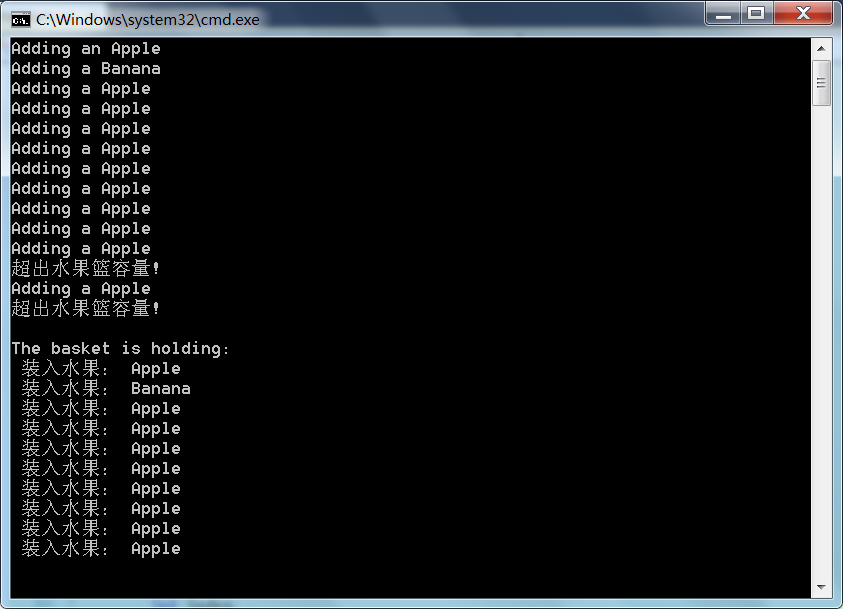 C:\Windows\system32\cmd.exe
Adding an Apple
Adding a Banana
Adding a Apple
Adding a Apple
Adding a Apple
Adding a Apple
Adding a Apple
Adding a Apple
Adding a Apple
Adding a Apple
Adding a Apple
超出水果篮容量!
Adding a Apple
超出水果篮容量!
The basket is holding:
装入水果： Apple
装入水果： Banana
装入水果： Apple
装入水果： Apple
装入水果： Apple
装入水果： Apple
装入水果： Apple
装入水果： Apple
装入水果： Apple
装入水果： Apple